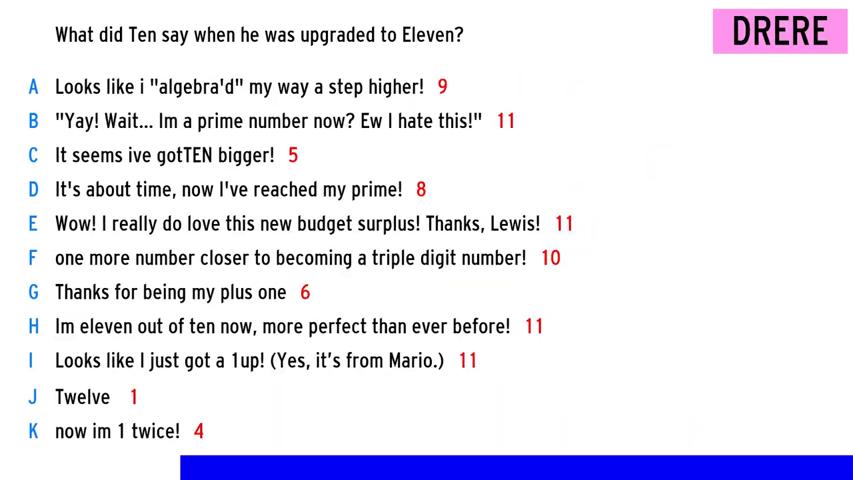 What did Ten say when he was upgraded to Eleven?
DRERE
A Looks like i "algebra'd" my way a step higher! 9
B "Yay! Wait... Im a prime number now? Ew I hate this!" 11
C It seems ive gotTEN bigger! 5
D It's about time, now I've reached my prime! 8
E Wow! I really do love this new budget surplus! Thanks, Lewis! 11
F one more number closer to becoming a triple digit number! 10
G Thanks for being my plus one 6
H Im eleven out of ten now, more perfect than ever before! 11
I Looks like I just got a 1up! (Yes, it’s from Mario.) 11
J Twelve 1
K now im 1 twice! 4